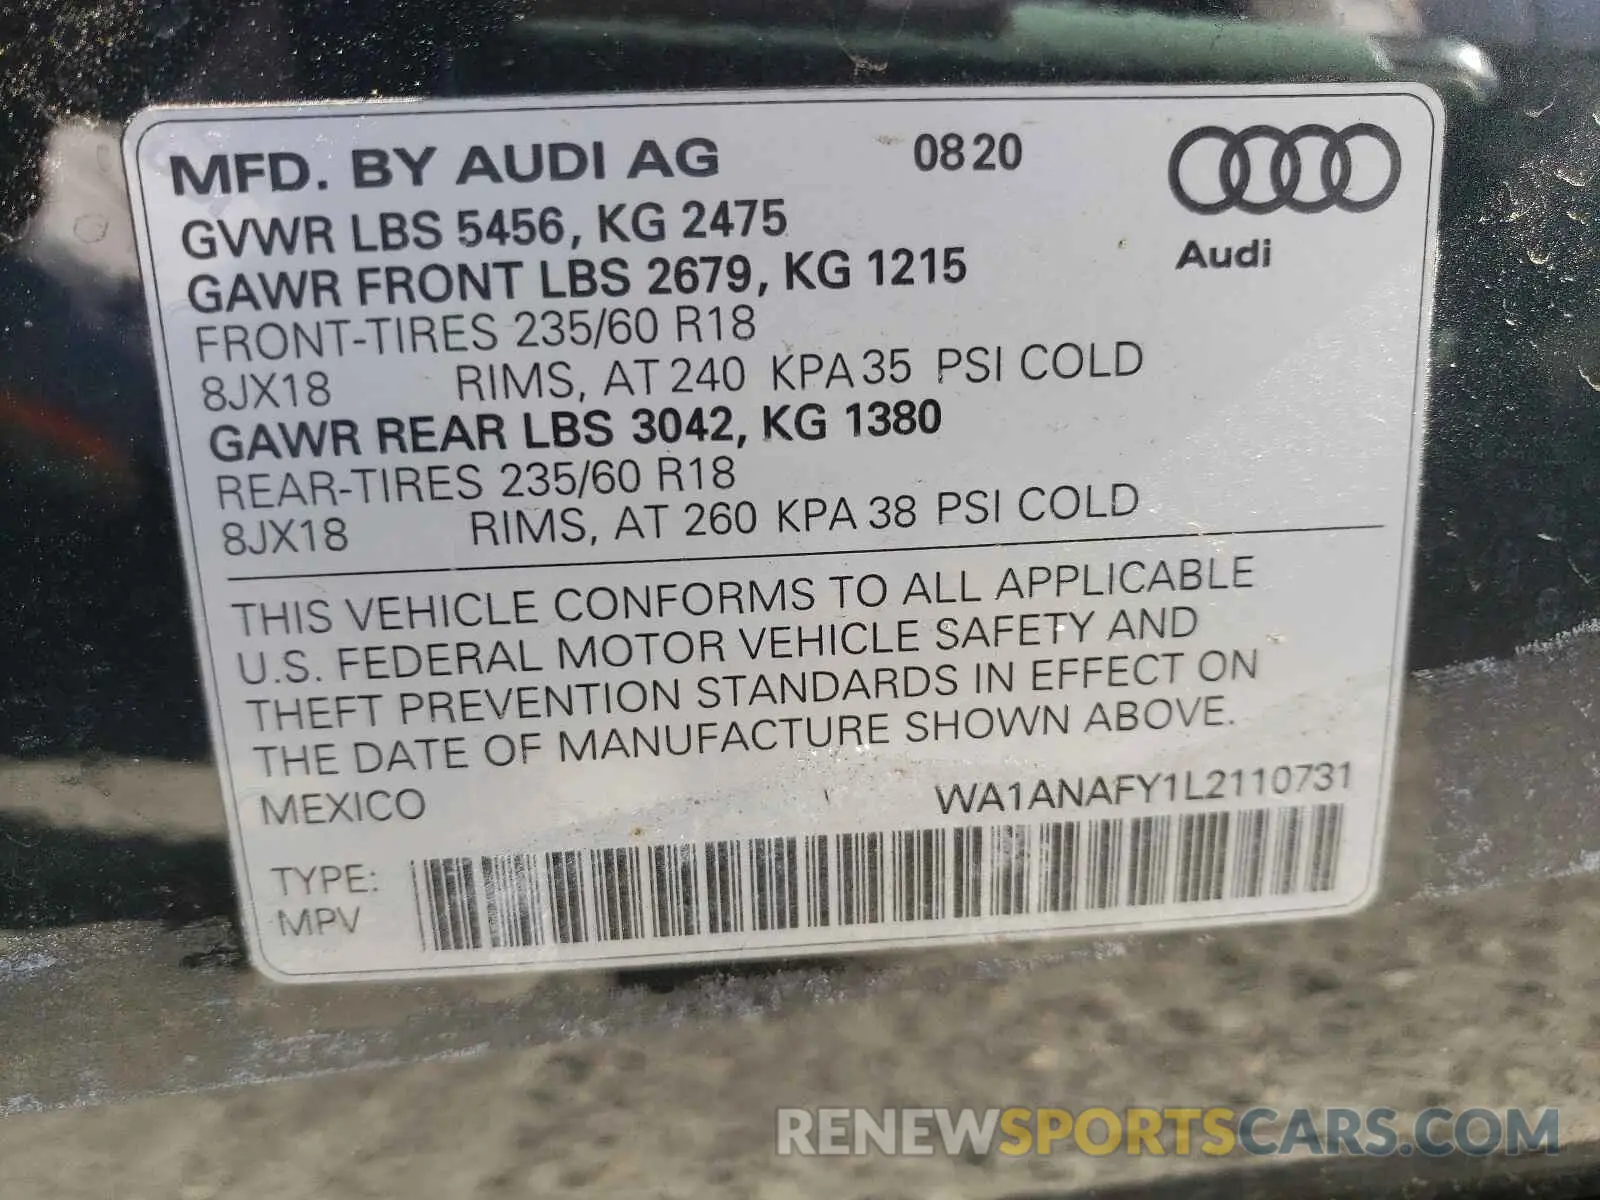 MFD. BY AUDI AG 0820
GVWR LBS 5456, KG 2475
GAWR FRONT LBS 2679, KG 1215
Audi
FRONT-TIRES 235/60 R18
8JX18 RIMS, AT 240 KPA 35 PSI COLD
GAWR REAR LBS 3042, KG 1380
REAR-TIRES 235/60 R18
8JX18 RIMS, AT 260 KPA 38 PSI COLD
THIS VEHICLE CONFORMS TO ALL APPLICABLE
U.S. FEDERAL MOTOR VEHICLE SAFETY AND
THEFT PREVENTION STANDARDS IN EFFECT ON
THE DATE OF MANUFACTURE SHOWN ABOVE.
MEXICO WA1ANAFY1L2110731
TYPE:
MPV
RENEWSPORTSCARS.COM